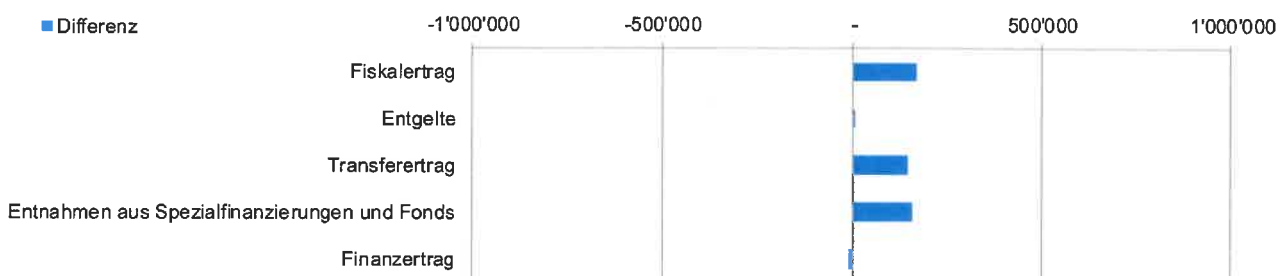 Differenz
-1'000'000 -500'000 - 500'000 1'000'000
Fiskalertrag
Entgelte
Transferertrag
Entnahmen aus Spezialfinanzierungen und Fonds
Finanzertrag